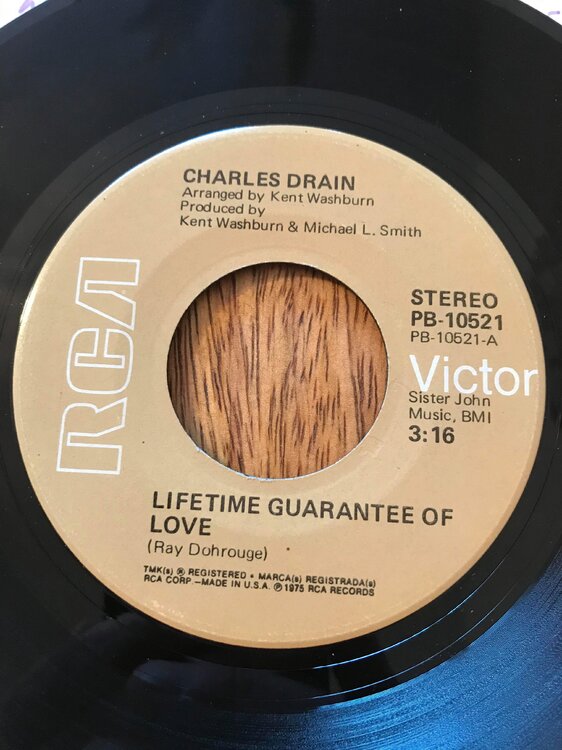 CHARLES DRAIN
Arranged by Kent Washburn
Produced by
Kent Washburn & Michael L. Smith
RCA
STEREO
PB-10521
PB-10521-A
Victor
Sister John
Music, BMI
3:16
LIFETIME GUARANTEE OF
LOVE
(Ray Dohrouge)
TMK(s) ® REGISTERED • MARCA(s) REGISTRADA(s)
RCA CORP.—MADE IN U.S.A. ℗ 1975 RCA RECORDS